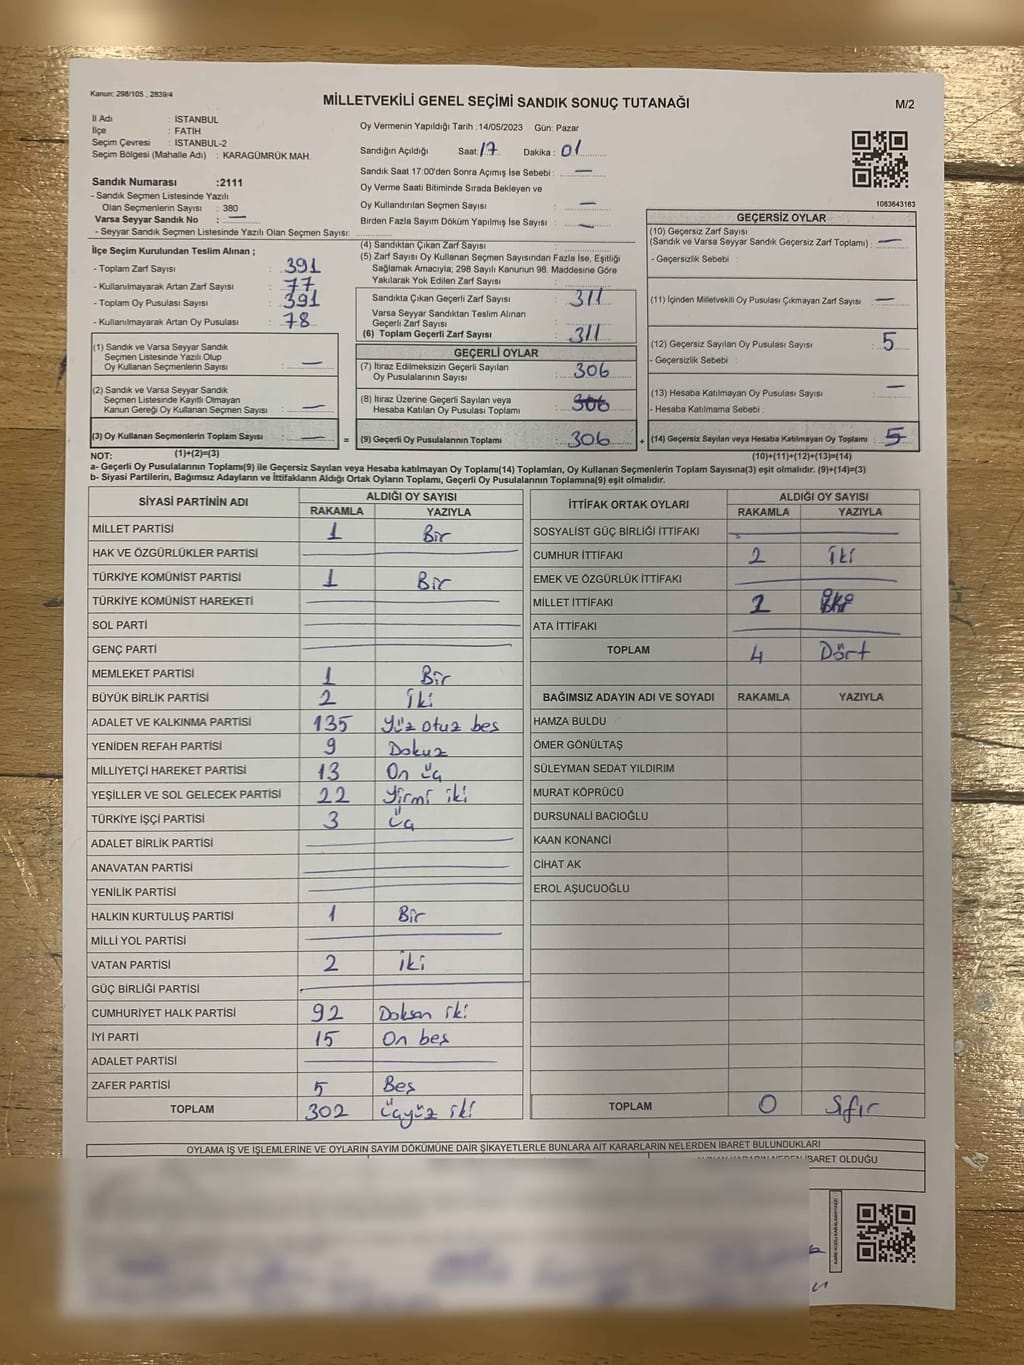 Kanun: 298/105 , 2839/4
MİLLETVEKİLİ GENEL SEÇİMİ SANDIK SONUÇ TUTANAĞI
M/2
İl Adı : İSTANBUL
İlçe : FATİH
Seçim Çevresi : İSTANBUL-2
Seçim Bölgesi (Mahalle Adı) : KARAGÜMRÜK MAH.
Sandık Numarası :2111
- Sandık Seçmen Listesinde Yazılı
Olan Seçmenlerin Sayısı : 380
Varsa Seyyar Sandık No : —
- Seyyar Sandık Seçmen Listesinde Yazılı Olan Seçmen Sayısı:
Oy Vermenin Yapıldığı Tarih :14/05/2023 Gün: Pazar
Sandığın Açıldığı Saat: 17 Dakika : 01
Sandık Saat 17:00'den Sonra Açımış İse Sebebi : —
Oy Verme Saati Bitiminde Sırada Bekleyen ve
Oy Kullandırılan Seçmen Sayısı : —
Birden Fazla Sayım Döküm Yapılmış İse Sayısı : —
1083643163
İlçe Seçim Kurulundan Teslim Alınan ;
- Toplam Zarf Sayısı : 391
- Kullanılmayarak Artan Zarf Sayısı : 77
- Toplam Oy Pusulası Sayısı : 391
- Kullanılmayarak Artan Oy Pusulası : 78
(1) Sandık ve Varsa Seyyar Sandık
Seçmen Listesinde Yazılı Olup
Oy Kullanan Seçmenlerin Sayısı : —
(2) Sandık ve Varsa Seyyar Sandık
Seçmen Listesinde Kayıtlı Olmayan
Kanun Gereği Oy Kullanan Seçmen Sayısı : —
(3) Oy Kullanan Seçmenlerin Toplam Sayısı : —
(1)+(2)=(3)
(4) Sandıktan Çıkan Zarf Sayısı :
(5) Zarf Sayısı Oy Kullanan Seçmen Sayısından Fazla İse, Eşitliği
Sağlamak Amacıyla, 298 Sayılı Kanunun 98. Maddesine Göre
Yakılarak Yok Edilen Zarf Sayısı :
Sandıkta Çıkan Geçerli Zarf Sayısı : 311
Varsa Seyyar Sandıktan Teslim Alınan
Geçerli Zarf Sayısı :
(6) Toplam Geçerli Zarf Sayısı : 311
GEÇERLİ OYLAR
(7) İtiraz Edilmeksizin Geçerli Sayılan
Oy Pusulalarının Sayısı : 306
(8) İtiraz Üzerine Geçerli Sayılan veya
Hesaba Katılan Oy Pusulası Toplamı : 306
= (9) Geçerli Oy Pusulalarının Toplamı : 306
GEÇERSİZ OYLAR
(10) Geçersiz Zarf Sayısı
(Sandık ve Varsa Seyyar Sandık Geçersiz Zarf Toplamı) : —
- Geçersizlik Sebebi :
(11) İçinden Milletvekili Oy Pusulası Çıkmayan Zarf Sayısı : —
(12) Geçersiz Sayılan Oy Pusulası Sayısı : 5
- Geçersizlik Sebebi :
(13) Hesaba Katılmayan Oy Pusulası Sayısı : —
- Hesaba Katılmama Sebebi :
+ (14) Geçersiz Sayılan veya Hesaba Katılmayan Oy Toplamı : 5
(10)+(11)+(12)+(13)=(14)
NOT:
a- Geçerli Oy Pusulalarının Toplamı(9) ile Geçersiz Sayılan veya Hesaba katılmayan Oy Toplamı(14) Toplamları, Oy Kullanan Seçmenlerin Toplam Sayısına(3) eşit olmalıdır. (9)+(14)=(3)
b- Siyasi Partilerin, Bağımsız Adayların ve İttifakların Aldığı Ortak Oyların Toplamı, Geçerli Oy Pusulalarının Toplamına(9) eşit olmalıdır.
SİYASİ PARTİNİN ADI ALDIĞI OY SAYISI
RAKAMLA YAZIYLA
MİLLET PARTİSİ 1 Bir
HAK VE ÖZGÜRLÜKLER PARTİSİ
TÜRKİYE KOMÜNİST PARTİSİ 1 Bir
TÜRKİYE KOMÜNİST HAREKETİ
SOL PARTİ
GENÇ PARTİ
MEMLEKET PARTİSİ 1 Bir
BÜYÜK BİRLİK PARTİSİ 2 İki
ADALET VE KALKINMA PARTİSİ 135 Yüz otuz beş
YENİDEN REFAH PARTİSİ 9 Dokuz
MİLLİYETÇİ HAREKET PARTİSİ 13 On üç
YEŞİLLER VE SOL GELECEK PARTİSİ 22 Yirmi iki
TÜRKİYE İŞÇİ PARTİSİ 3 Üç
ADALET BİRLİK PARTİSİ
ANAVATAN PARTİSİ
YENİLİK PARTİSİ
HALKIN KURTULUŞ PARTİSİ 1 Bir
MİLLİ YOL PARTİSİ
VATAN PARTİSİ 2 iki
GÜÇ BİRLİĞİ PARTİSİ
CUMHURİYET HALK PARTİSİ 92 Doksan iki
İYİ PARTİ 15 On beş
ADALET PARTİSİ
ZAFER PARTİSİ 5 Beş
TOPLAM 302 Üçyüz iki
İTTİFAK ORTAK OYLARI ALDIĞI OY SAYISI
RAKAMLA YAZIYLA
SOSYALİST GÜÇ BİRLİĞİ İTTİFAKI
CUMHUR İTTİFAKI 2 İki
EMEK VE ÖZGÜRLÜK İTTİFAKI
MİLLET İTTİFAKI 2
ATA İTTİFAKI
TOPLAM 4 Dört
BAĞIMSIZ ADAYIN ADI VE SOYADI RAKAMLA YAZIYLA
HAMZA BULDU
ÖMER GÖNÜLTAŞ
SÜLEYMAN SEDAT YILDIRIM
MURAT KÖPRÜCÜ
DURSUNALİ BACIOĞLU
KAAN KONANCİ
CİHAT AK
EROL AŞUCUOĞLU
TOPLAM 0 Sıfır
OYLAMA İŞ VE İŞLEMLERİNE VE OYLARIN SAYIM DÖKÜMÜNE DAİR ŞİKAYETLERLE BUNLARA AİT KARARLARIN NELERDEN İBARET BULUNDUKLARI
İBARET OLDUĞU